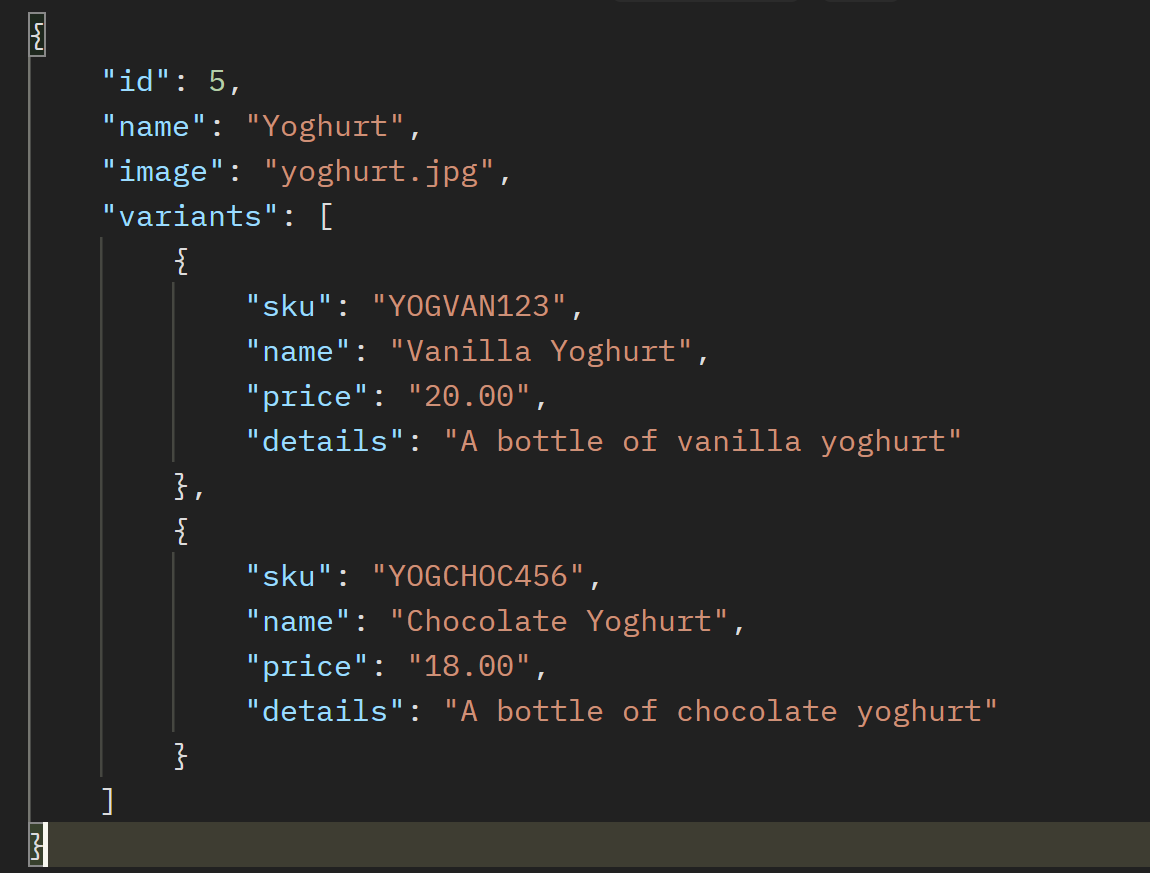 {
    "id": 5,
    "name": "Yoghurt",
    "image": "yoghurt.jpg",
    "variants": [
        {
            "sku": "YOGVAN123",
            "name": "Vanilla Yoghurt",
            "price": "20.00",
            "details": "A bottle of vanilla yoghurt"
        },
        {
            "sku": "YOGCHOC456",
            "name": "Chocolate Yoghurt",
            "price": "18.00",
            "details": "A bottle of chocolate yoghurt"
        }
    ]
}